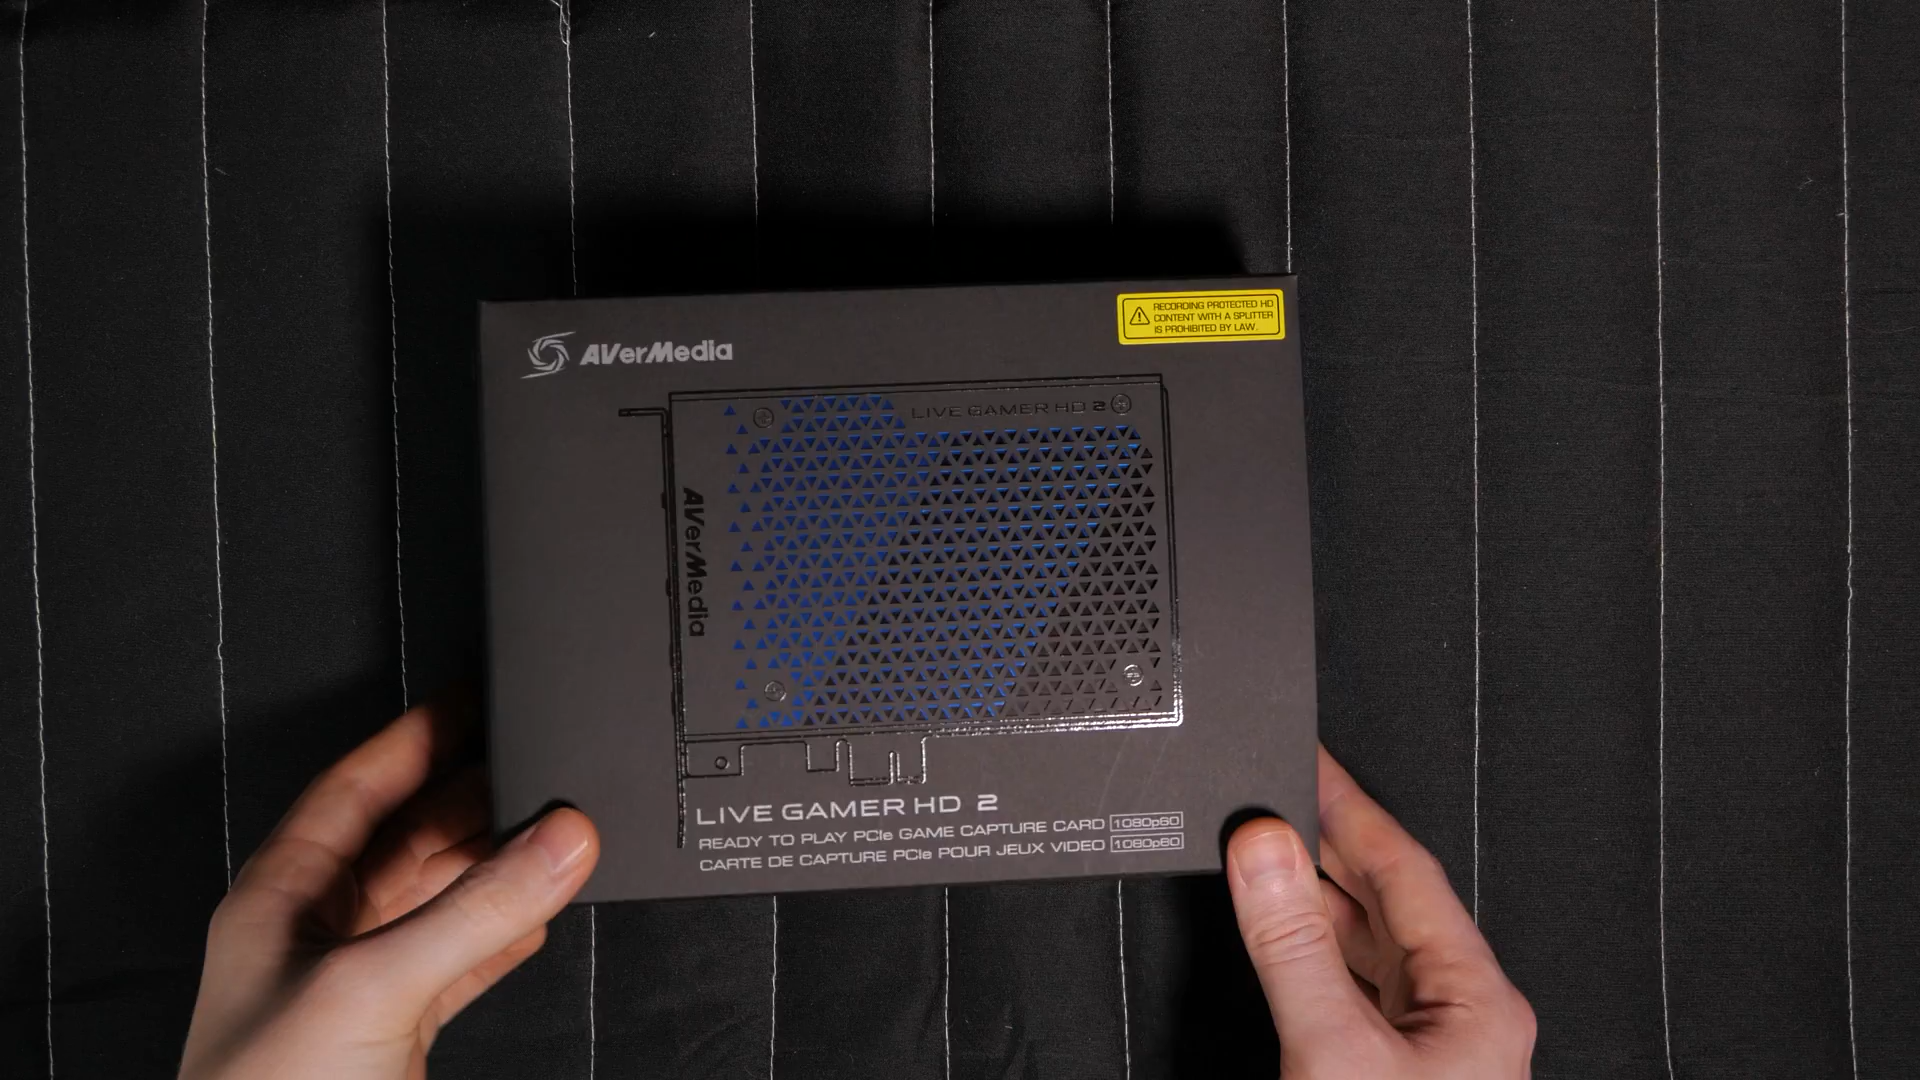 AVerMedia
RECORDING PROTECTED HD
CONTENT WITH A SPLITTER
IS PROHIBITED BY LAW.
LIVE GAMER HD 2
AVerMedia
LIVE GAMER HD 2
READY TO PLAY PCIe GAME CAPTURE CARD 1080p60
CARTE DE CAPTURE PCIe POUR JEUX VIDEO 1080p60